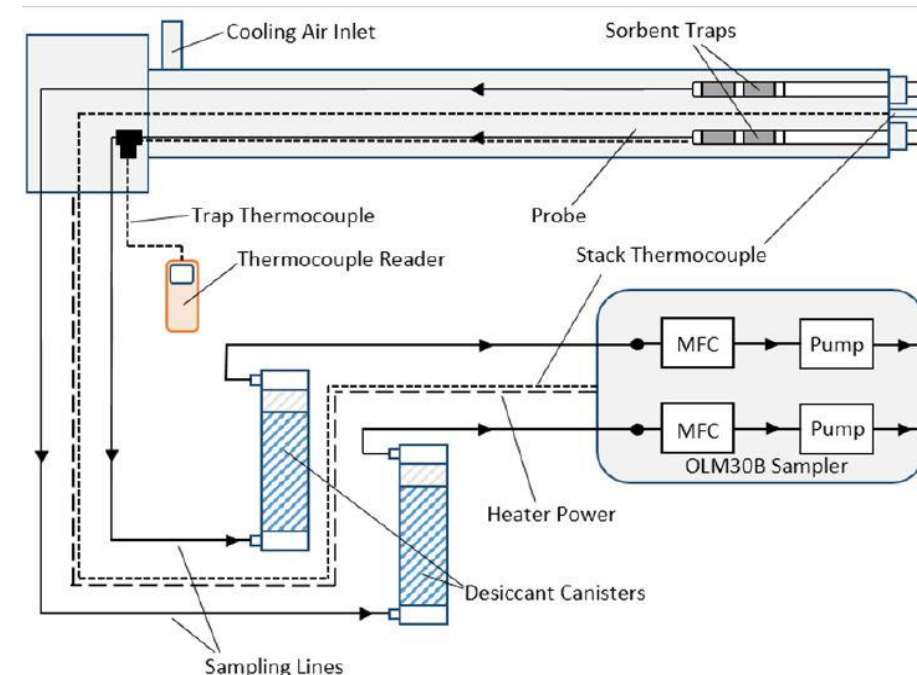 Cooling Air Inlet
Sorbent Traps
Trap Thermocouple
Probe
Thermocouple Reader
Stack Thermocouple
MFC
Pump
MFC
Pump
OLM30B Sampler
Heater Power
Desiccant Canisters
Sampling Lines